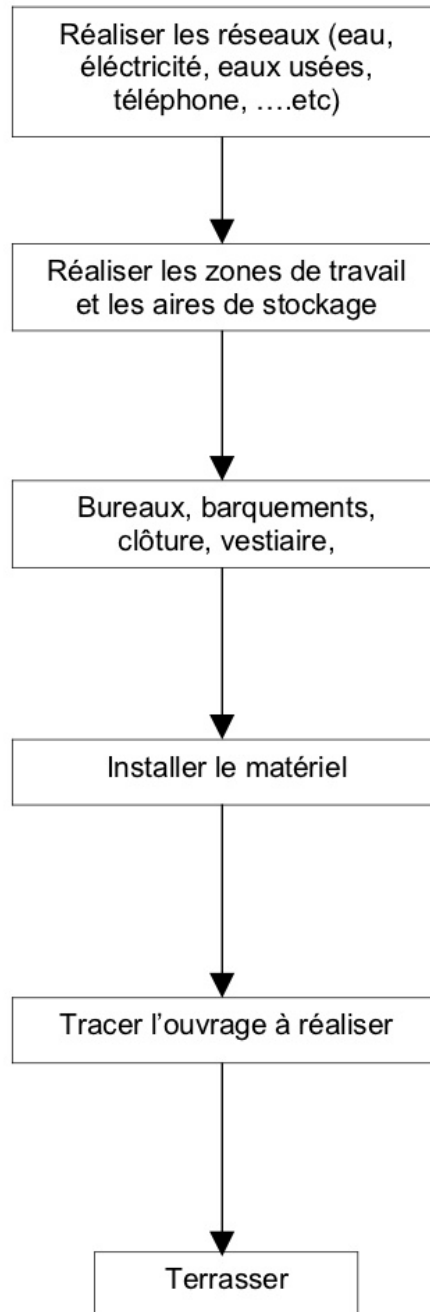 Réaliser les réseaux (eau,
éléctricité, eaux usées,
téléphone, ….etc)
Réaliser les zones de travail
et les aires de stockage
Bureaux, barquements,
clôture, vestiaire,
Installer le matériel
Tracer l’ouvrage à réaliser
Terrasser